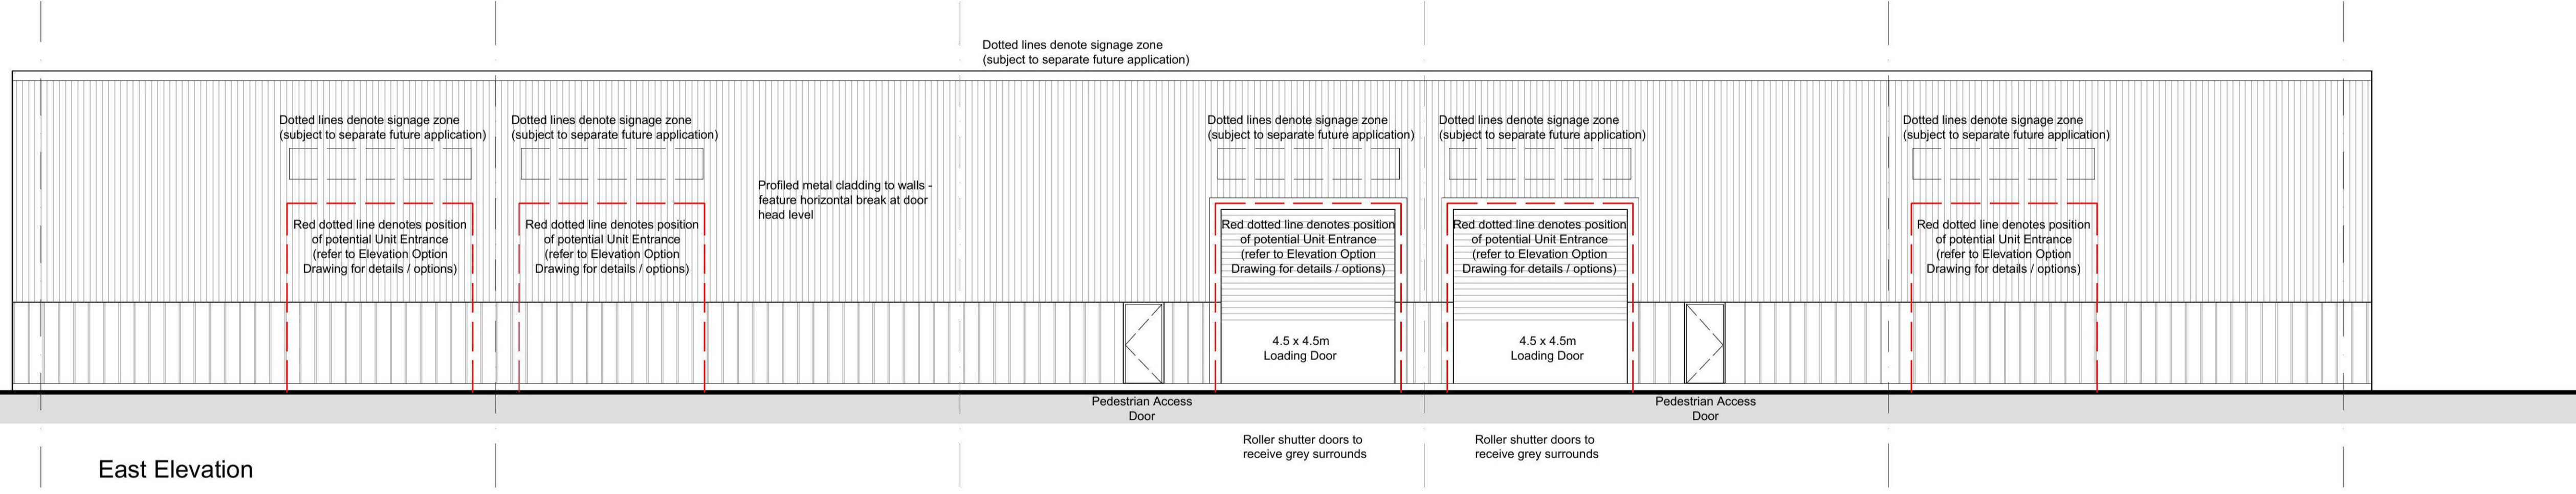 Dotted lines denote signage zone
(subject to separate future application)
Dotted lines denote signage zone
(subject to separate future application)
Dotted lines denote signage zone
(subject to separate future application)
Dotted lines denote signage zone
(subject to separate future application)
Dotted lines denote signage zone
(subject to separate future application)
Dotted lines denote signage zone
(subject to separate future application)
Profiled metal cladding to walls -
feature horizontal break at door
head level
Red dotted line denotes position
of potential Unit Entrance
(refer to Elevation Option
Drawing for details / options)
Red dotted line denotes position
of potential Unit Entrance
(refer to Elevation Option
Drawing for details / options)
Red dotted line denotes position
of potential Unit Entrance
(refer to Elevation Option
Drawing for details / options)
Red dotted line denotes position
of potential Unit Entrance
(refer to Elevation Option
Drawing for details / options)
Red dotted line denotes position
of potential Unit Entrance
(refer to Elevation Option
Drawing for details / options)
4.5 x 4.5m
Loading Door
4.5 x 4.5m
Loading Door
Pedestrian Access
Door
Pedestrian Access
Door
Roller shutter doors to
receive grey surrounds
Roller shutter doors to
receive grey surrounds
East Elevation